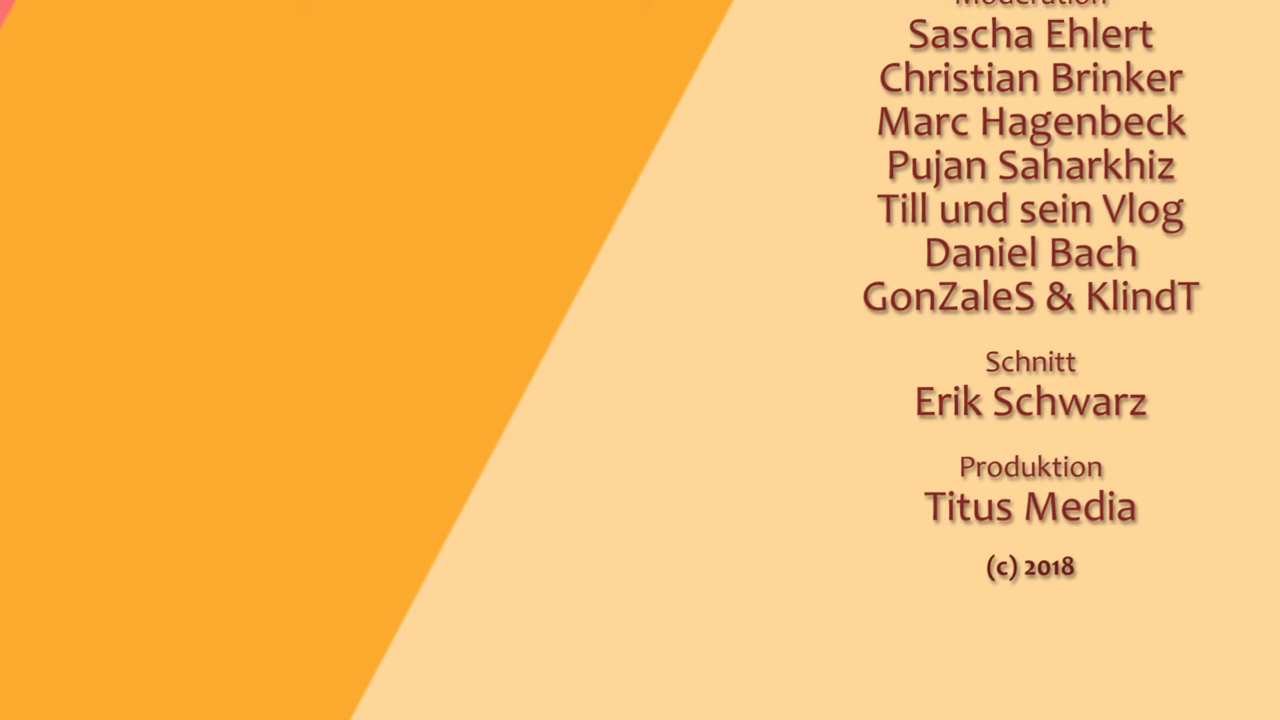 Moderation
Sascha Ehlert
Christian Brinker
Marc Hagenbeck
Pujan Saharkhiz
Till und sein Vlog
Daniel Bach
GonZaleS & KlindT
Schnitt
Erik Schwarz
Produktion
Titus Media
(c) 2018